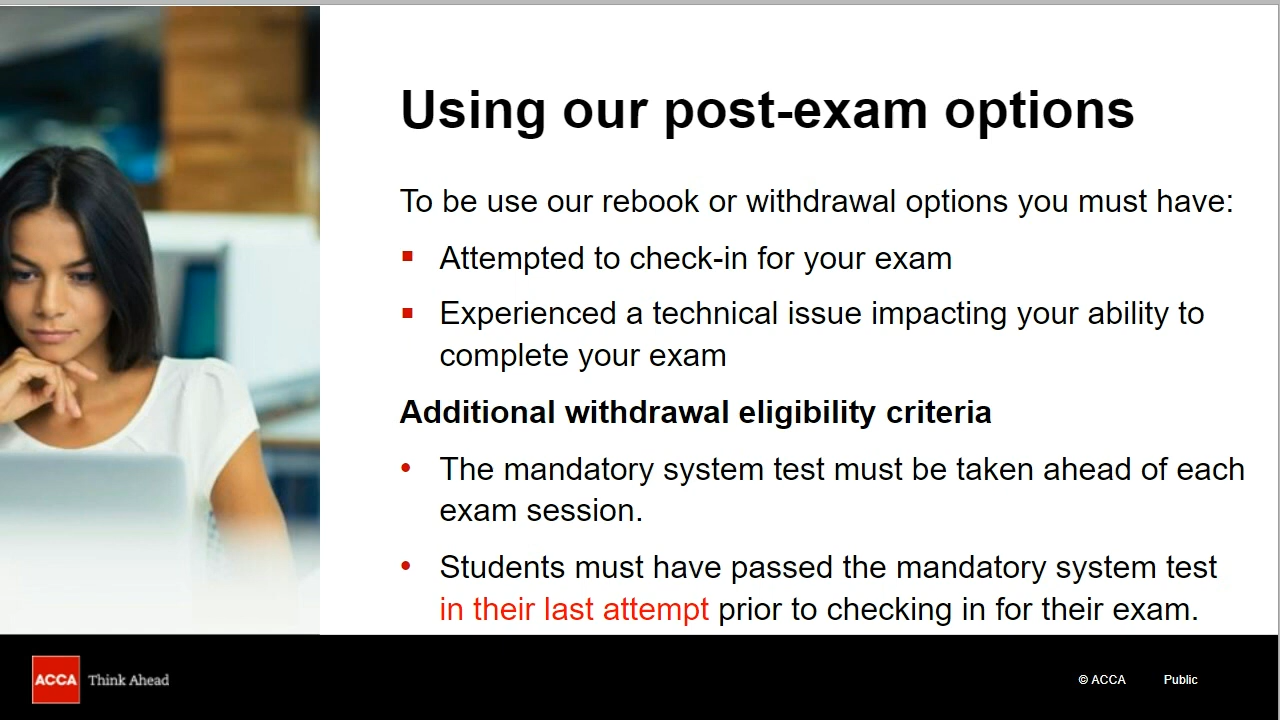 Using our post-exam options
To be use our rebook or withdrawal options you must have:
Attempted to check-in for your exam
Experienced a technical issue impacting your ability to
complete your exam
Additional withdrawal eligibility criteria
The mandatory system test must be taken ahead of each
exam session.
Students must have passed the mandatory system test
in their last attempt prior to checking in for their exam.
ACCA Think Ahead
© ACCA Public